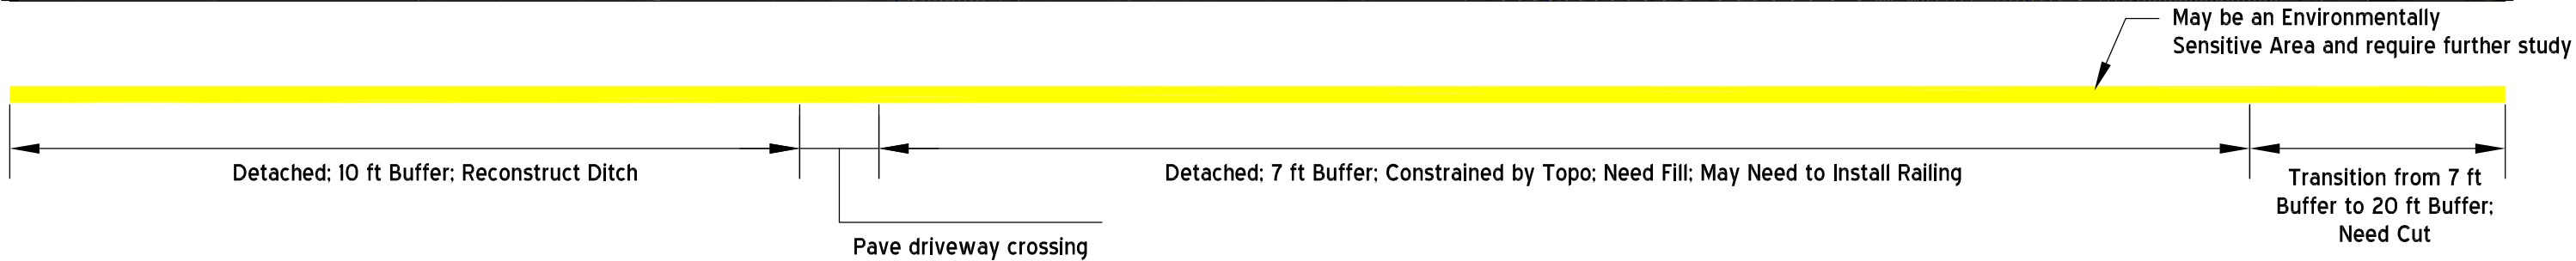 May be an Environmentally
Sensitive Area and require further study
Detached; 10 ft Buffer; Reconstruct Ditch
Detached; 7 ft Buffer; Constrained by Topo; Need Fill; May Need to Install Railing
Transition from 7 ft
Buffer to 20 ft Buffer;
Need Cut
Pave driveway crossing